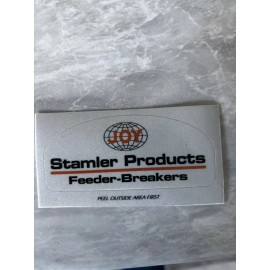 JOY
Stamler Products
Feeder-Breakers
PEEL OUTSIDE AREA FIRST